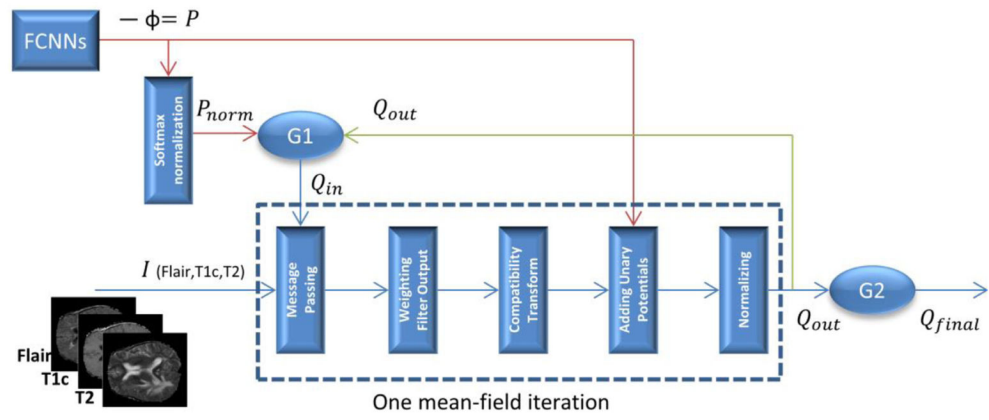 − ϕ= P
FCNNs
Softmax
normalization
P_norm
G1
Q_out
Q_in
I (Flair,T1c,T2)
Message
Passing
Weighting
Filter Output
Compatibility
Transform
Adding Unary
Potentials
Normalizing
G2
Q_out
Q_final
Flair
T1c
T2
One mean-field iteration